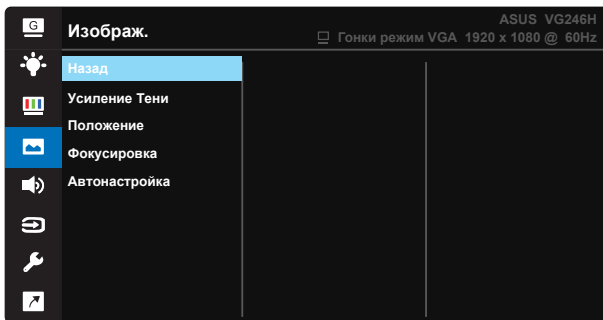 G
Изображ.
ASUS VG246H
Гонки режим VGA 1920 x 1080 @ 60Hz
Назад
Усиление Тени
Положение
Фокусировка
Автонастройка